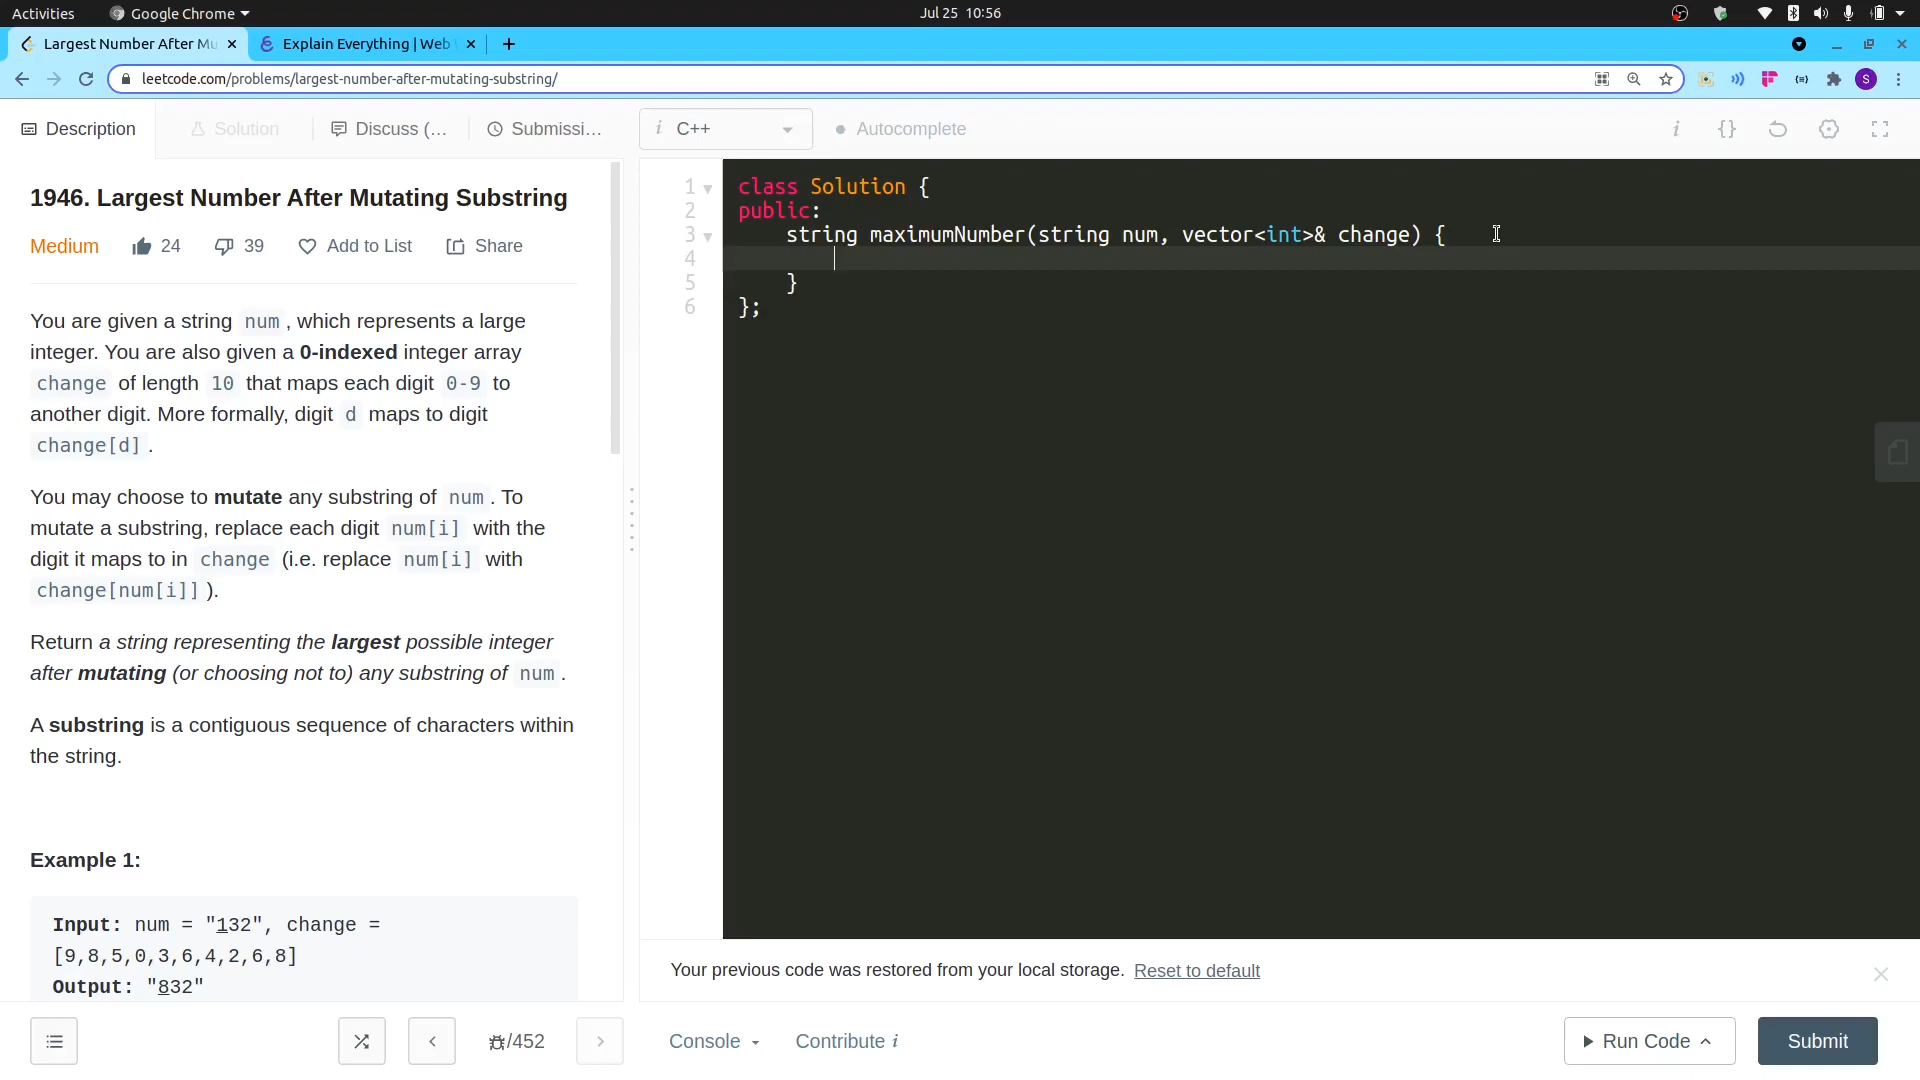 Activities
Google Chrome
Jul 25 10:56
Largest Number After Mu
Explain Everything | Web
leetcode.com/problems/largest-number-after-mutating-substring/
S
Description
Solution
Discuss (...
Submissi...
i C++
Autocomplete
i {}
1946. Largest Number After Mutating Substring
Medium 24 39 Add to List Share
You are given a string num, which represents a large
integer. You are also given a 0-indexed integer array
change of length 10 that maps each digit 0-9 to
another digit. More formally, digit d maps to digit
change[d].
You may choose to mutate any substring of num. To
mutate a substring, replace each digit num[i] with the
digit it maps to in change (i.e. replace num[i] with
change[num[i]]).
Return a string representing the largest possible integer
after mutating (or choosing not to) any substring of num.
A substring is a contiguous sequence of characters within
the string.
Example 1:
Input: num = "132", change =
[9,8,5,0,3,6,4,2,6,8]
Output: "832"
1 class Solution {
2 public:
3 string maximumNumber(string num, vector<int>& change) {
4
5 }
6 };
Your previous code was restored from your local storage. Reset to default
/452
Console
Contribute i
Run Code
Submit